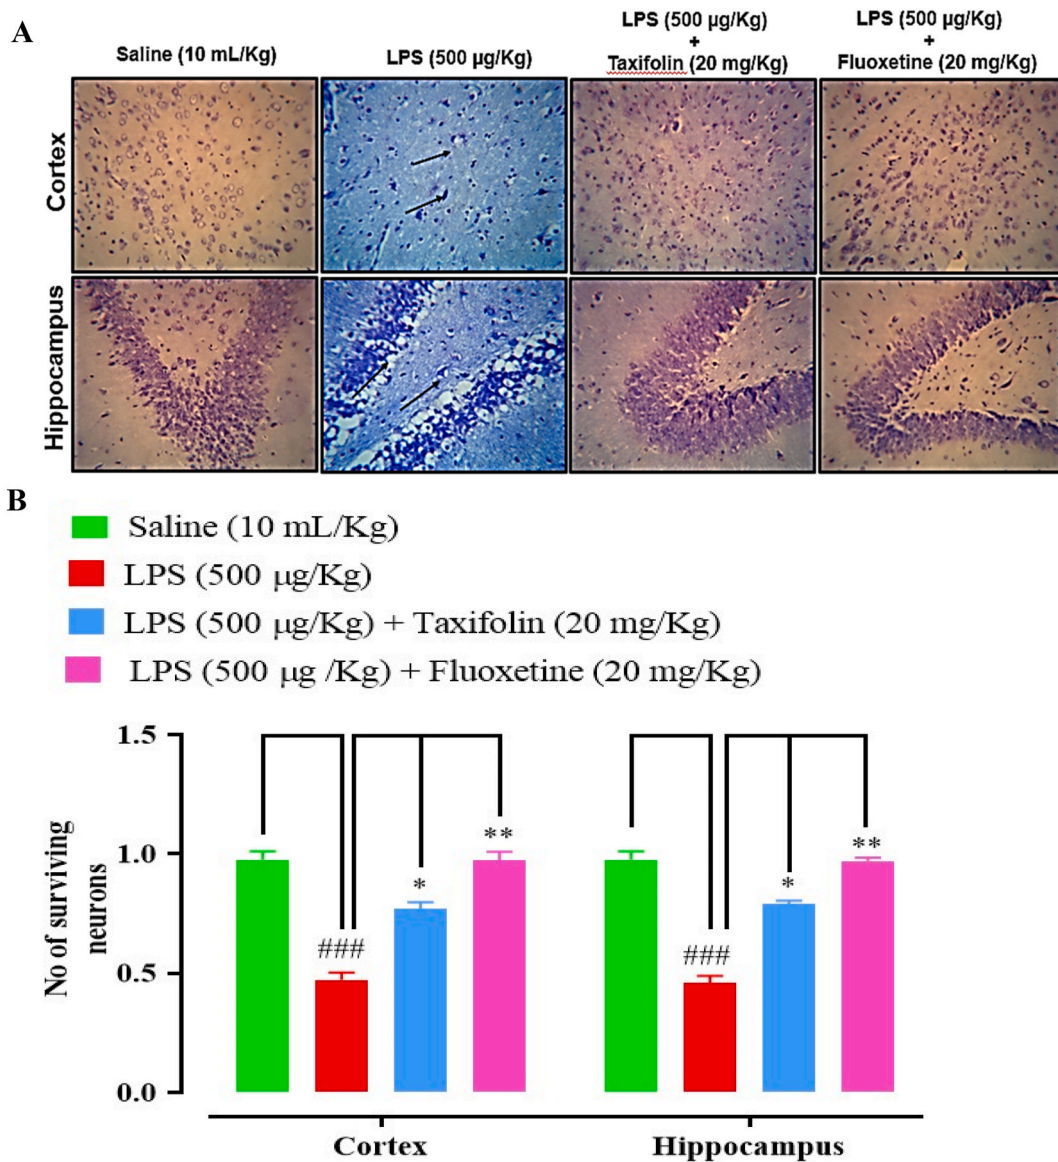 A
Saline (10 mL/Kg)
LPS (500 µg/Kg)
LPS (500 µg/Kg)
+
Taxifolin (20 mg/Kg)
LPS (500 µg/Kg)
+
Fluoxetine (20 mg/Kg)
Cortex
Hippocampus
B
Saline (10 mL/Kg)
LPS (500 µg/Kg)
LPS (500 µg/Kg) + Taxifolin (20 mg/Kg)
LPS (500 µg /Kg) + Fluoxetine (20 mg/Kg)
No of surviving
neurons
1.5
1.0
0.5
0.0
###
*
**
###
*
**
Cortex
Hippocampus